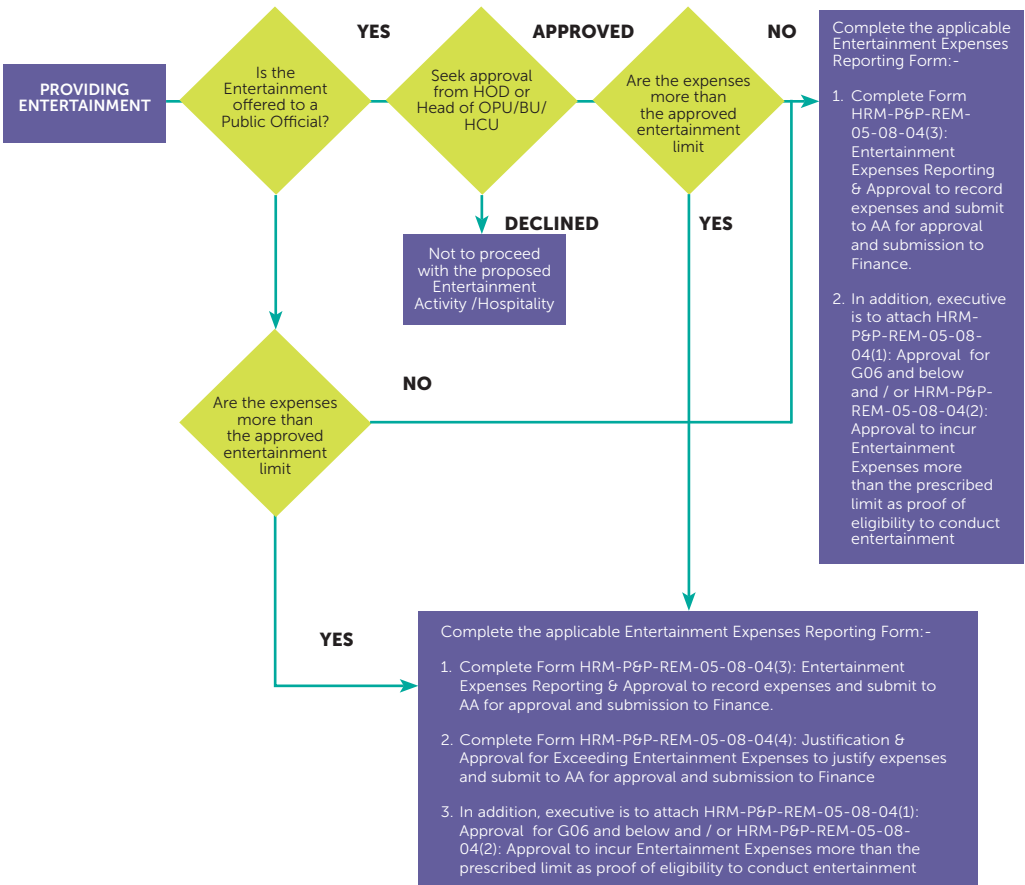 PROVIDING
ENTERTAINMENT
Is the
Entertainment
offered to a
Public Official?
YES
Seek approval
from HOD or
Head of OPU/BU/
HCU
APPROVED
Are the expenses
more than
the approved
entertainment
limit
NO
Complete the applicable
Entertainment Expenses
Reporting Form:-
1. Complete Form
HRM-P&P-REM-
05-08-04(3):
Entertainment
Expenses Reporting
& Approval to record
expenses and submit
to AA for approval
and submission to
Finance.
2. In addition, executive
is to attach HRM-
P&P-REM-05-08-
04(1): Approval for
G06 and below
and / or HRM-P&P-
REM-05-08-04(2):
Approval to incur
Entertainment
Expenses more
than the prescribed
limit as proof of
eligibility to conduct
entertainment
DECLINED
Not to proceed
with the proposed
Entertainment
Activity /Hospitality
YES
Are the expenses
more than
the approved
entertainment
limit
NO
YES
Complete the applicable Entertainment Expenses Reporting Form:-
1. Complete Form HRM-P&P-REM-05-08-04(3): Entertainment
Expenses Reporting & Approval to record expenses and submit to
AA for approval and submission to Finance.
2. Complete Form HRM-P&P-REM-05-08-04(4): Justification &
Approval for Exceeding Entertainment Expenses to justify expenses
and submit to AA for approval and submission to Finance
3. In addition, executive is to attach HRM-P&P-REM-05-08-04(1):
Approval for G06 and below and / or HRM-P&P-REM-05-08-
04(2): Approval to incur Entertainment Expenses more than the
prescribed limit as proof of eligibility to conduct entertainment